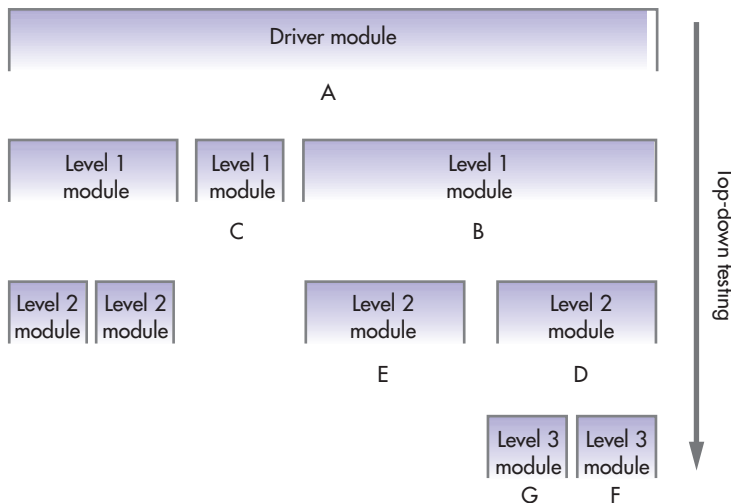 Driver module
A
Level 1
module
Level 1
module
Level 1
module
C
B
Level 2
module
Level 2
module
Level 2
module
Level 2
module
E
D
Level 3
module
Level 3
module
G
F
Top-down testing